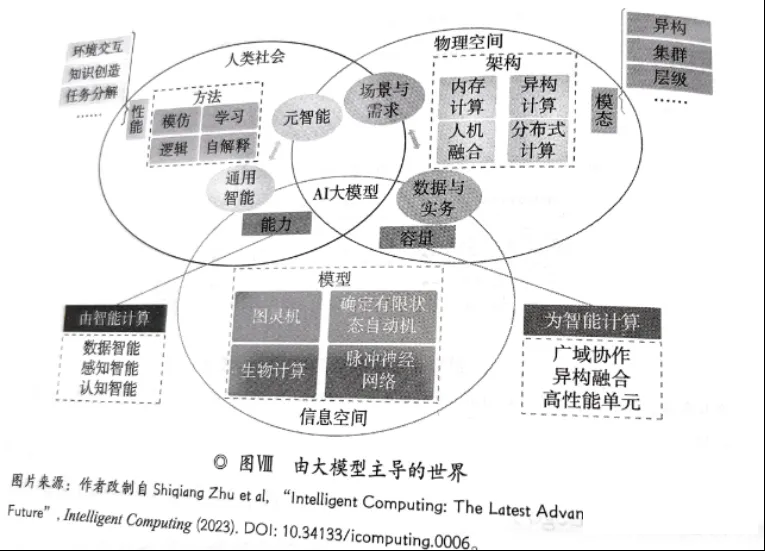 环境交互
知识创造
任务分解
……
性能
人类社会
方法
模仿
学习
逻辑
自解释
元智能
场景与
需求
通用
智能
能力
物理空间
架构
内存
计算
异构
计算
人机
融合
分布式
计算
模态
异构
集群
层级
……
AI大模型
数据与
实务
容量
模型
图灵机
确定有限状
态自动机
生物计算
脉冲神经
网络
信息空间
由智能计算
数据智能
感知智能
认知智能
为智能计算
广域协作
异构融合
高性能单元
◎ 图Ⅷ 由大模型主导的世界
图片来源：作者改制自 Shiqiang Zhu et al, “Intelligent Computing: The Latest Advan
Future”, Intelligent Computing (2023). DOI: 10.34133/icomputing.0006。